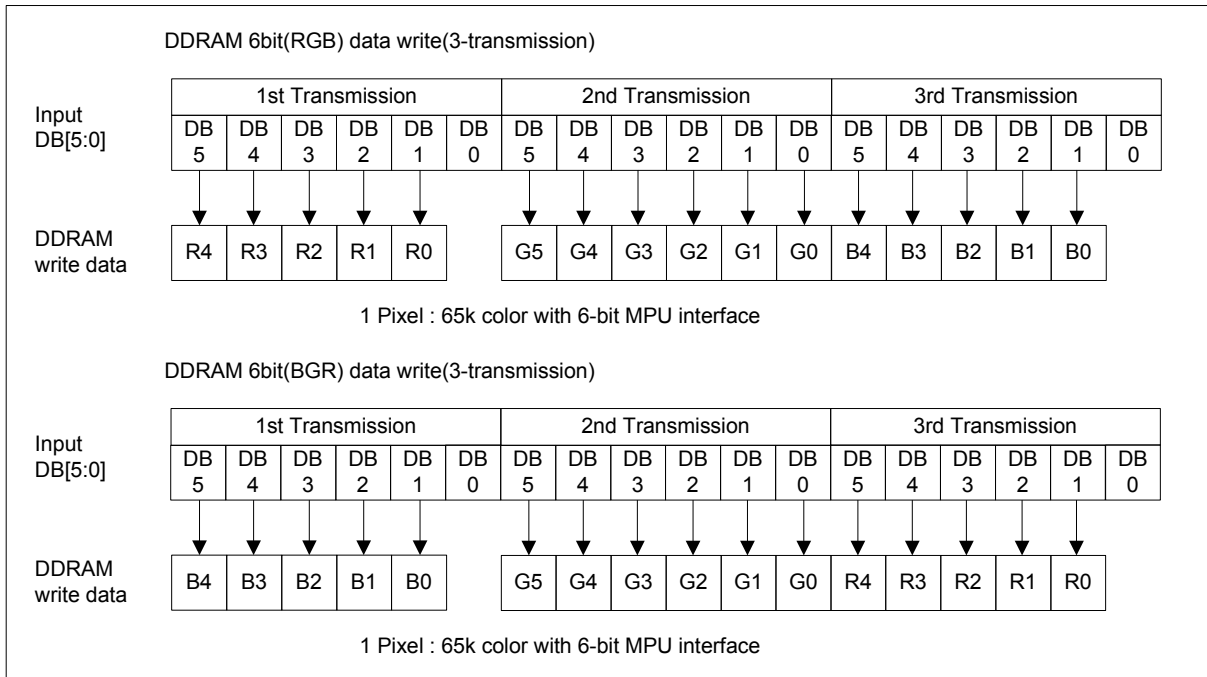 DDRAM 6bit(RGB) data write(3-transmission)
1st Transmission 2nd Transmission 3rd Transmission
Input
DB[5:0]
DB DB DB DB DB DB DB DB DB DB DB DB DB DB DB DB DB DB
5 4 3 2 1 0 5 4 3 2 1 0 5 4 3 2 1 0
DDRAM
write data
R4 R3 R2 R1 R0 G5 G4 G3 G2 G1 G0 B4 B3 B2 B1 B0
1 Pixel : 65k color with 6-bit MPU interface
DDRAM 6bit(BGR) data write(3-transmission)
1st Transmission 2nd Transmission 3rd Transmission
Input
DB[5:0]
DB DB DB DB DB DB DB DB DB DB DB DB DB DB DB DB DB DB
5 4 3 2 1 0 5 4 3 2 1 0 5 4 3 2 1 0
DDRAM
write data
B4 B3 B2 B1 B0 G5 G4 G3 G2 G1 G0 R4 R3 R2 R1 R0
1 Pixel : 65k color with 6-bit MPU interface